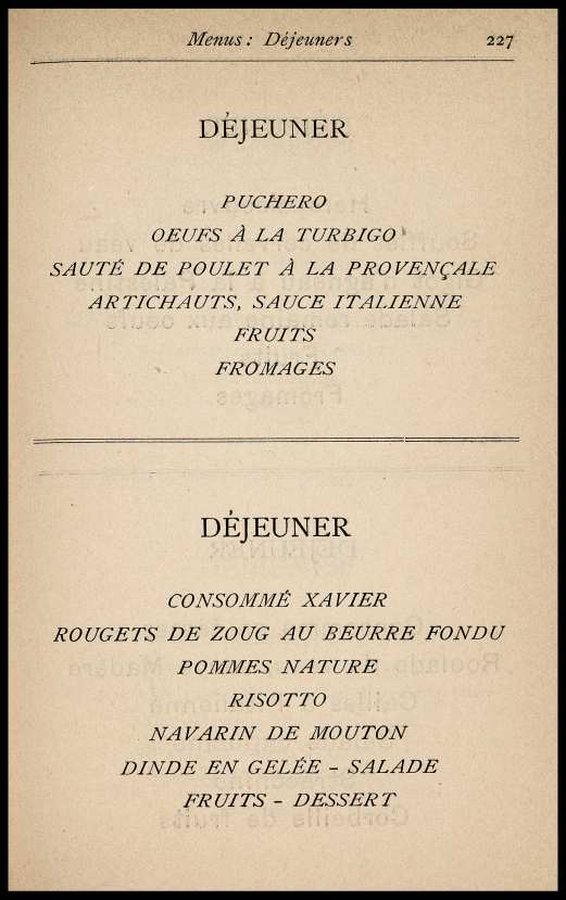 Menus : Déjeuners 227
DÉJEUNER
PUCHERO
OEUFS À LA TURBIGO
SAUTÉ DE POULET À LA PROVENÇALE
ARTICHAUTS, SAUCE ITALIENNE
FRUITS
FROMAGES
DÉJEUNER
CONSOMMÉ XAVIER
ROUGETS DE ZOUG AU BEURRE FONDU
POMMES NATURE
RISOTTO
NAVARIN DE MOUTON
DINDE EN GELÉE – SALADE
FRUITS – DESSERT